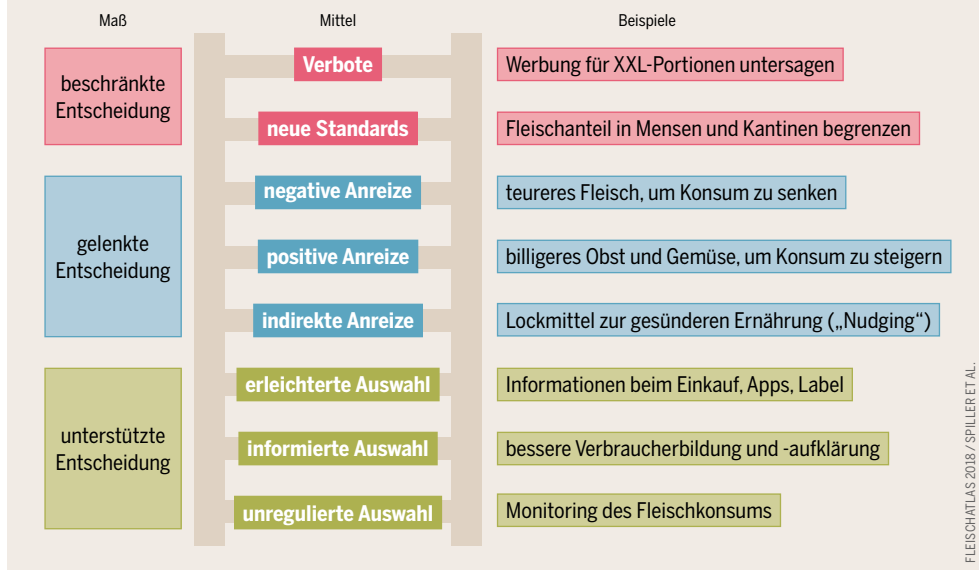 Maß Mittel Beispiele
beschränkte
Entscheidung
Verbote Werbung für XXL-Portionen untersagen
neue Standards Fleischanteil in Mensen und Kantinen begrenzen
gelenkte
Entscheidung
negative Anreize teureres Fleisch, um Konsum zu senken
positive Anreize billigeres Obst und Gemüse, um Konsum zu steigern
indirekte Anreize Lockmittel zur gesünderen Ernährung („Nudging“)
unterstützte
Entscheidung
erleichterte Auswahl Informationen beim Einkauf, Apps, Label
informierte Auswahl bessere Verbraucherbildung und -aufklärung
unregulierte Auswahl Monitoring des Fleischkonsums
FLEISCHATLAS 2018 / SPILLER ET AL.